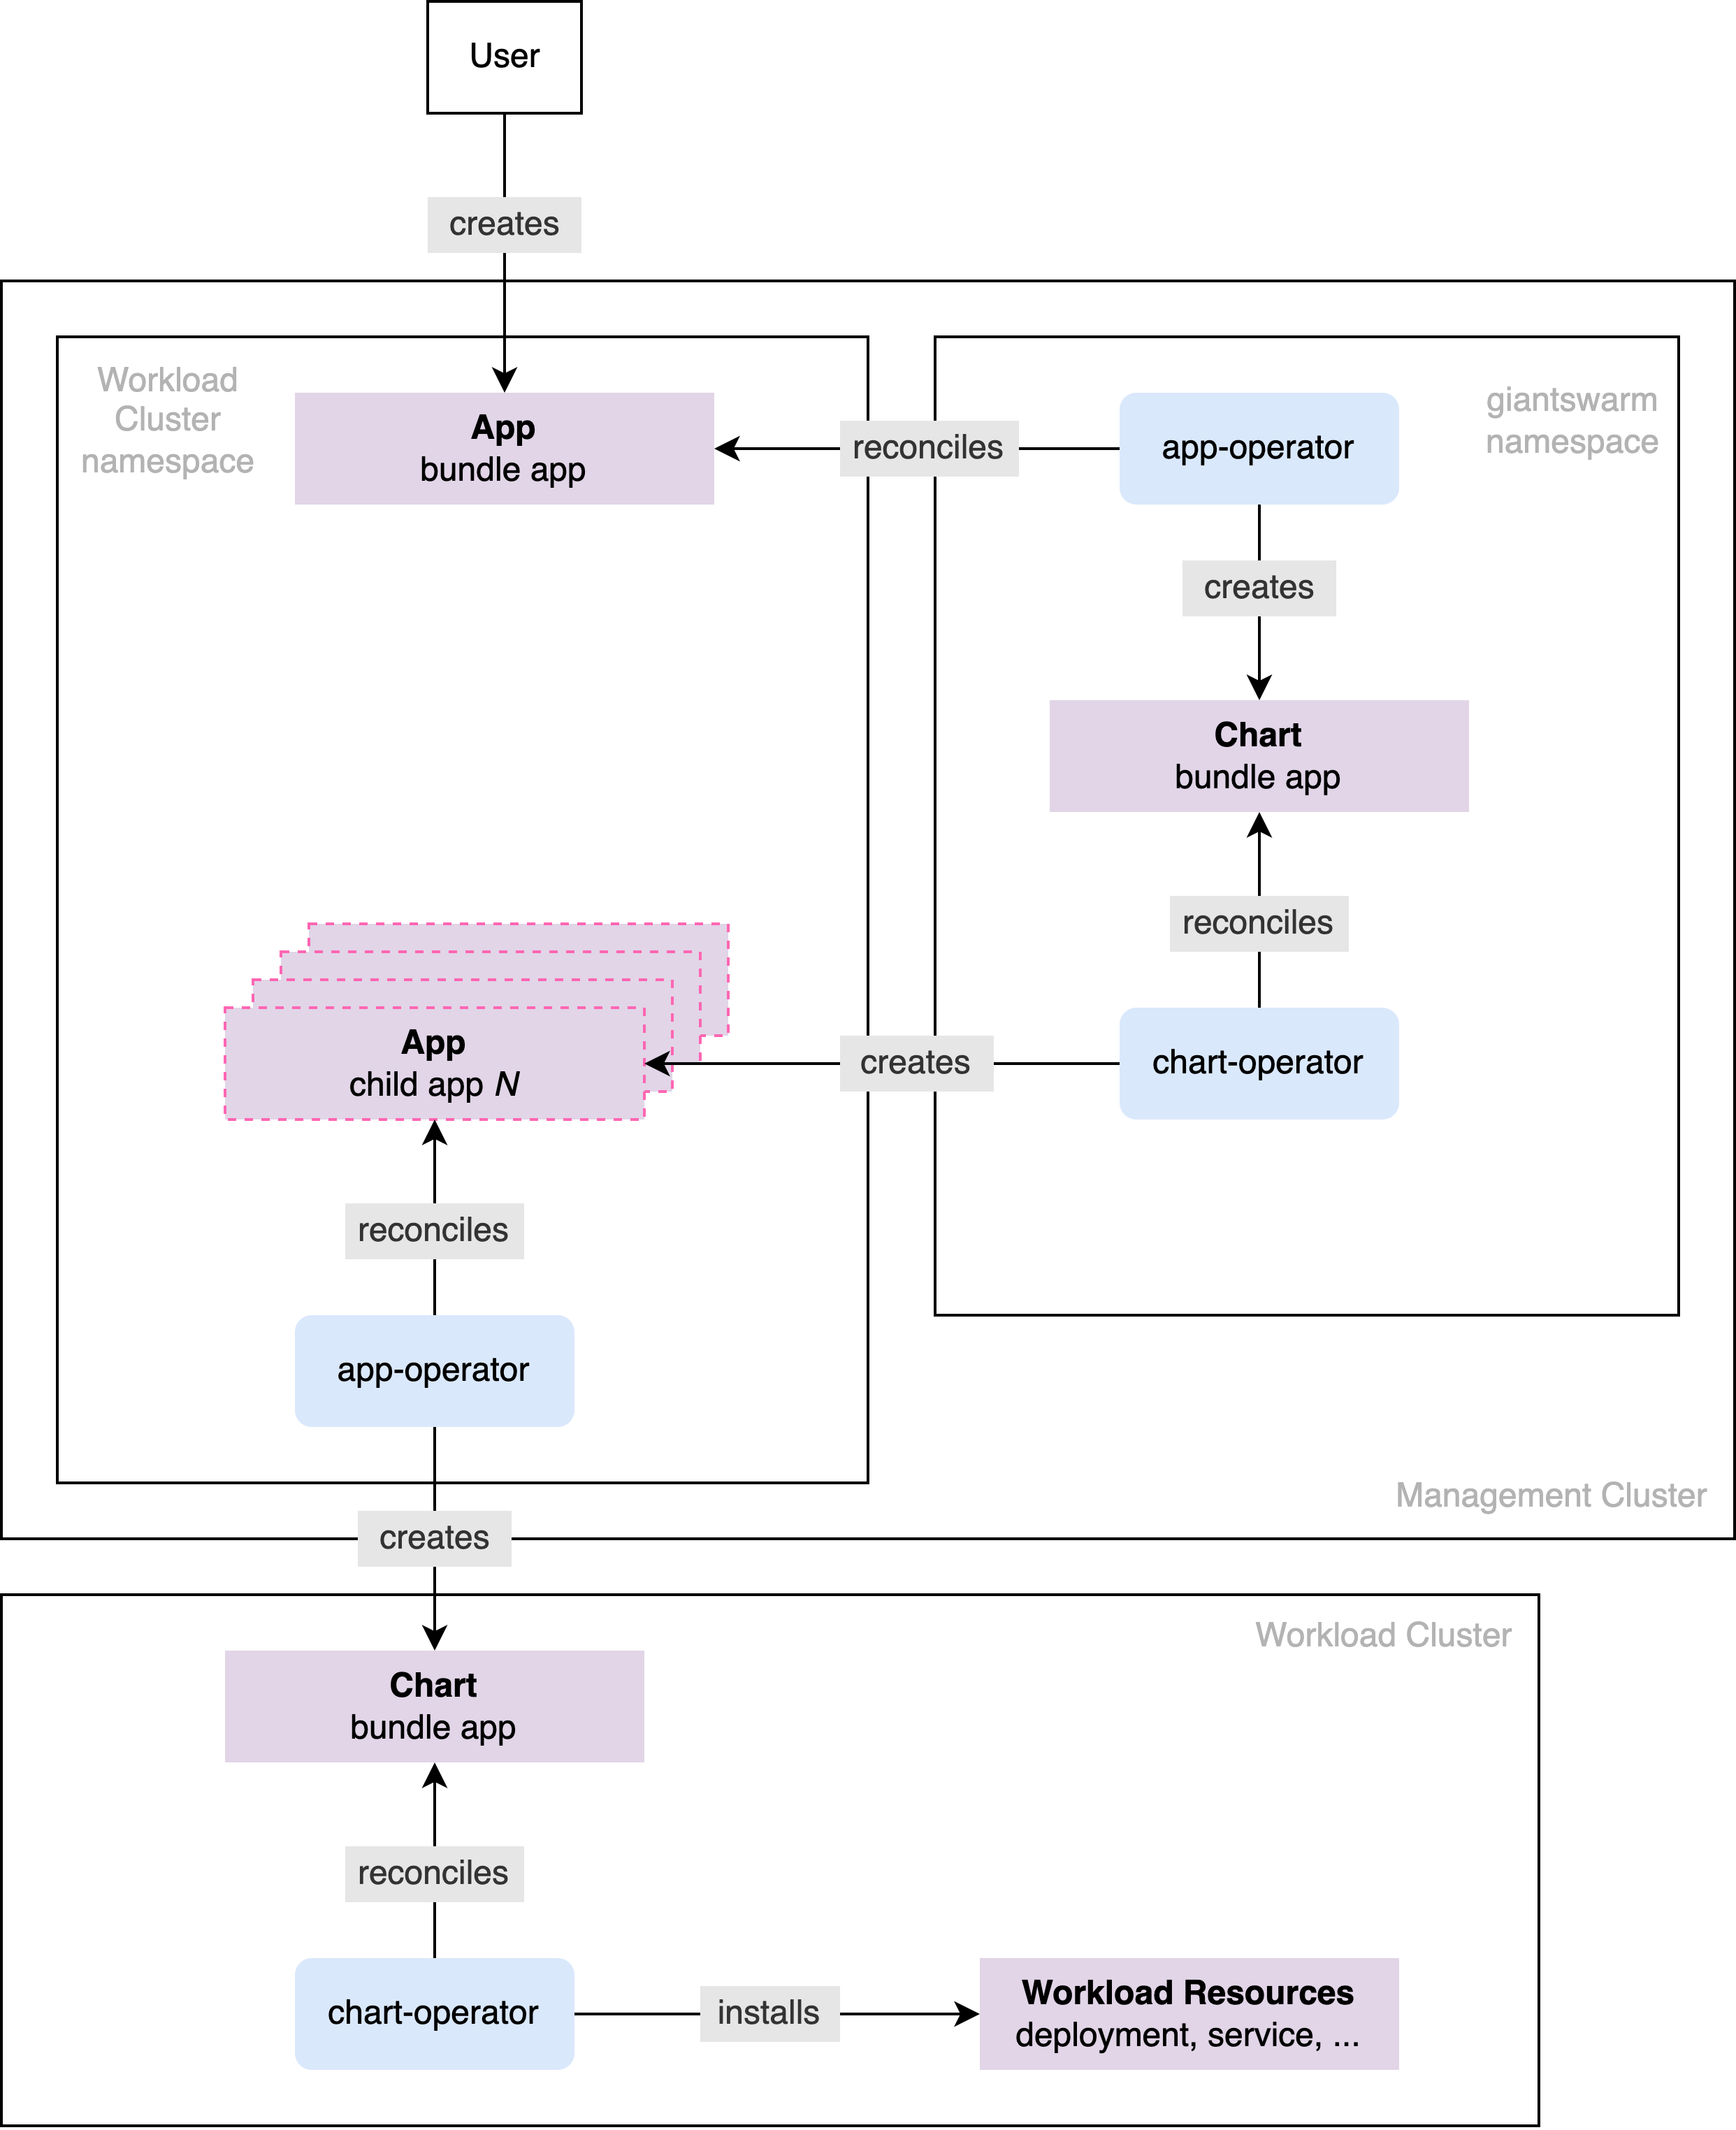 User
creates
Workload
Cluster
namespace
App
bundle app
reconciles
app-operator
giantswarm
namespace
creates
Chart
bundle app
reconciles
chart-operator
creates
App
child app N
reconciles
app-operator
Management Cluster
creates
Workload Cluster
Chart
bundle app
reconciles
chart-operator
installs
Workload Resources
deployment, service, ...